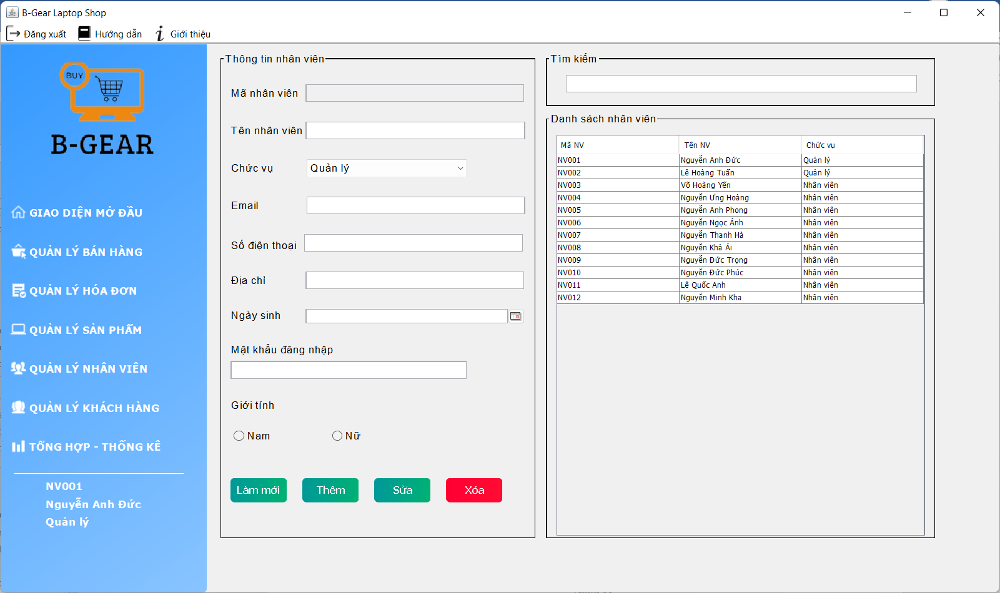 B-Gear Laptop Shop
Đăng xuất Hướng dẫn Giới thiệu
BUY
B-GEAR
GIAO DIỆN MỞ ĐẦU
QUẢN LÝ BÁN HÀNG
QUẢN LÝ HÓA ĐƠN
QUẢN LÝ SẢN PHẨM
QUẢN LÝ NHÂN VIÊN
QUẢN LÝ KHÁCH HÀNG
TỔNG HỢP - THỐNG KÊ
NV001
Nguyễn Anh Đức
Quản lý
Thông tin nhân viên
Mã nhân viên
Tên nhân viên
Chức vụ Quản lý
Email
Số điện thoại
Địa chỉ
Ngày sinh
Mật khẩu đăng nhập
Giới tính
Nam Nữ
Làm mới Thêm Sửa Xóa
Tìm kiếm
Danh sách nhân viên
Mã NV Tên NV Chức vụ
NV001 Nguyễn Anh Đức Quản lý
NV002 Lê Hoàng Tuấn Quản lý
NV003 Võ Hoàng Yến Nhân viên
NV004 Nguyễn Ưng Hoàng Nhân viên
NV005 Nguyễn Anh Phong Nhân viên
NV006 Nguyễn Ngọc Ánh Nhân viên
NV007 Nguyễn Thanh Hà Nhân viên
NV008 Nguyễn Khả Ái Nhân viên
NV009 Nguyễn Đức Trọng Nhân viên
NV010 Nguyễn Đức Phúc Nhân viên
NV011 Lê Quốc Anh Nhân viên
NV012 Nguyễn Minh Kha Nhân viên